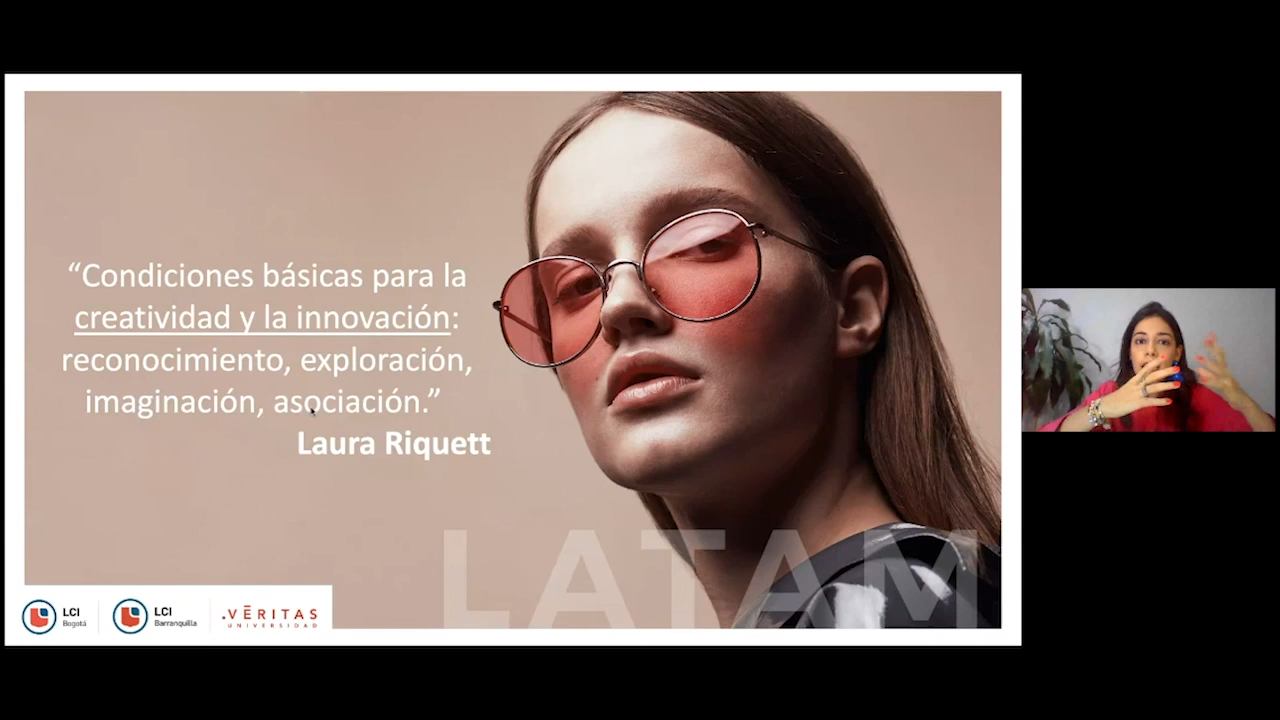 “Condiciones básicas para la
creatividad y la innovación:
reconocimiento, exploración,
imaginación, asociación.”
Laura Riquett
LATAM
LCI
Bogotá
LCI
Barranquilla
.VĒRITAS
UNIVERSIDAD